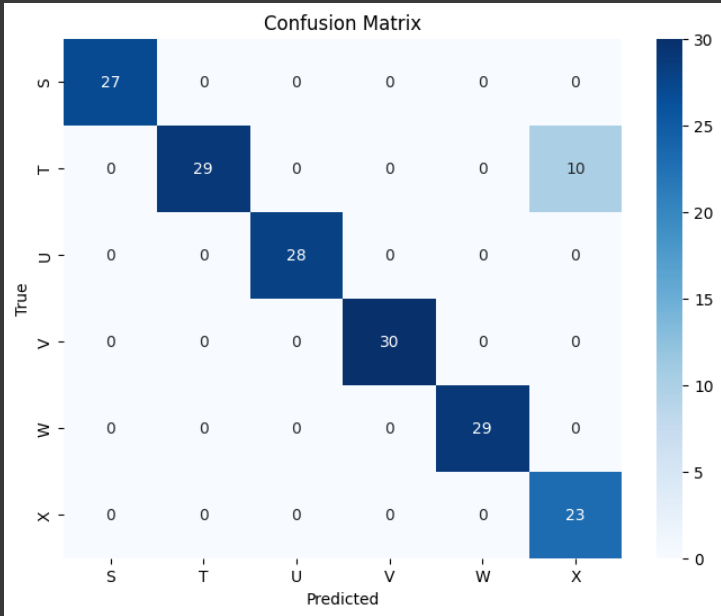 Confusion Matrix
S 27 0 0 0 0 0
T 0 29 0 0 0 10
U 0 0 28 0 0 0
V 0 0 0 30 0 0
W 0 0 0 0 29 0
X 0 0 0 0 0 23
S T U V W X
Predicted
True
30
25
20
15
10
5
0